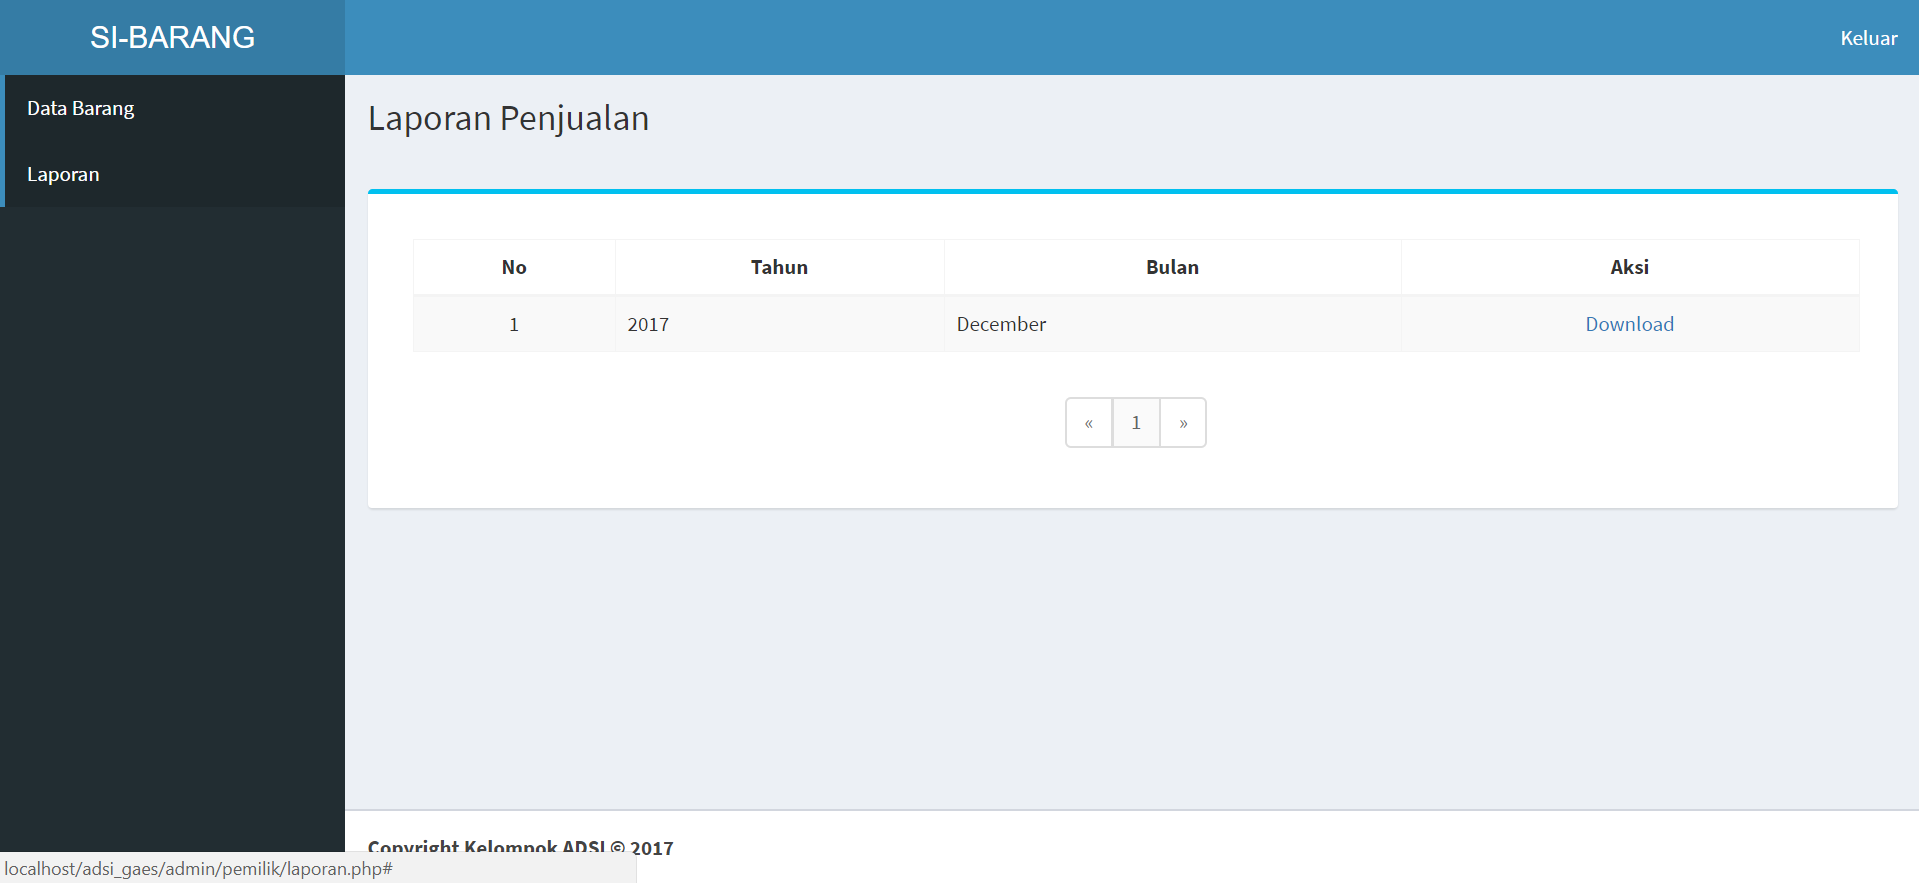 SI-BARANG
Keluar
Data Barang
Laporan
Laporan Penjualan
No Tahun Bulan Aksi
1 2017 December Download
« 1 »
Copyright Kelompok ADSI © 2017
localhost/adsi_gaes/admin/pemilik/laporan.php#